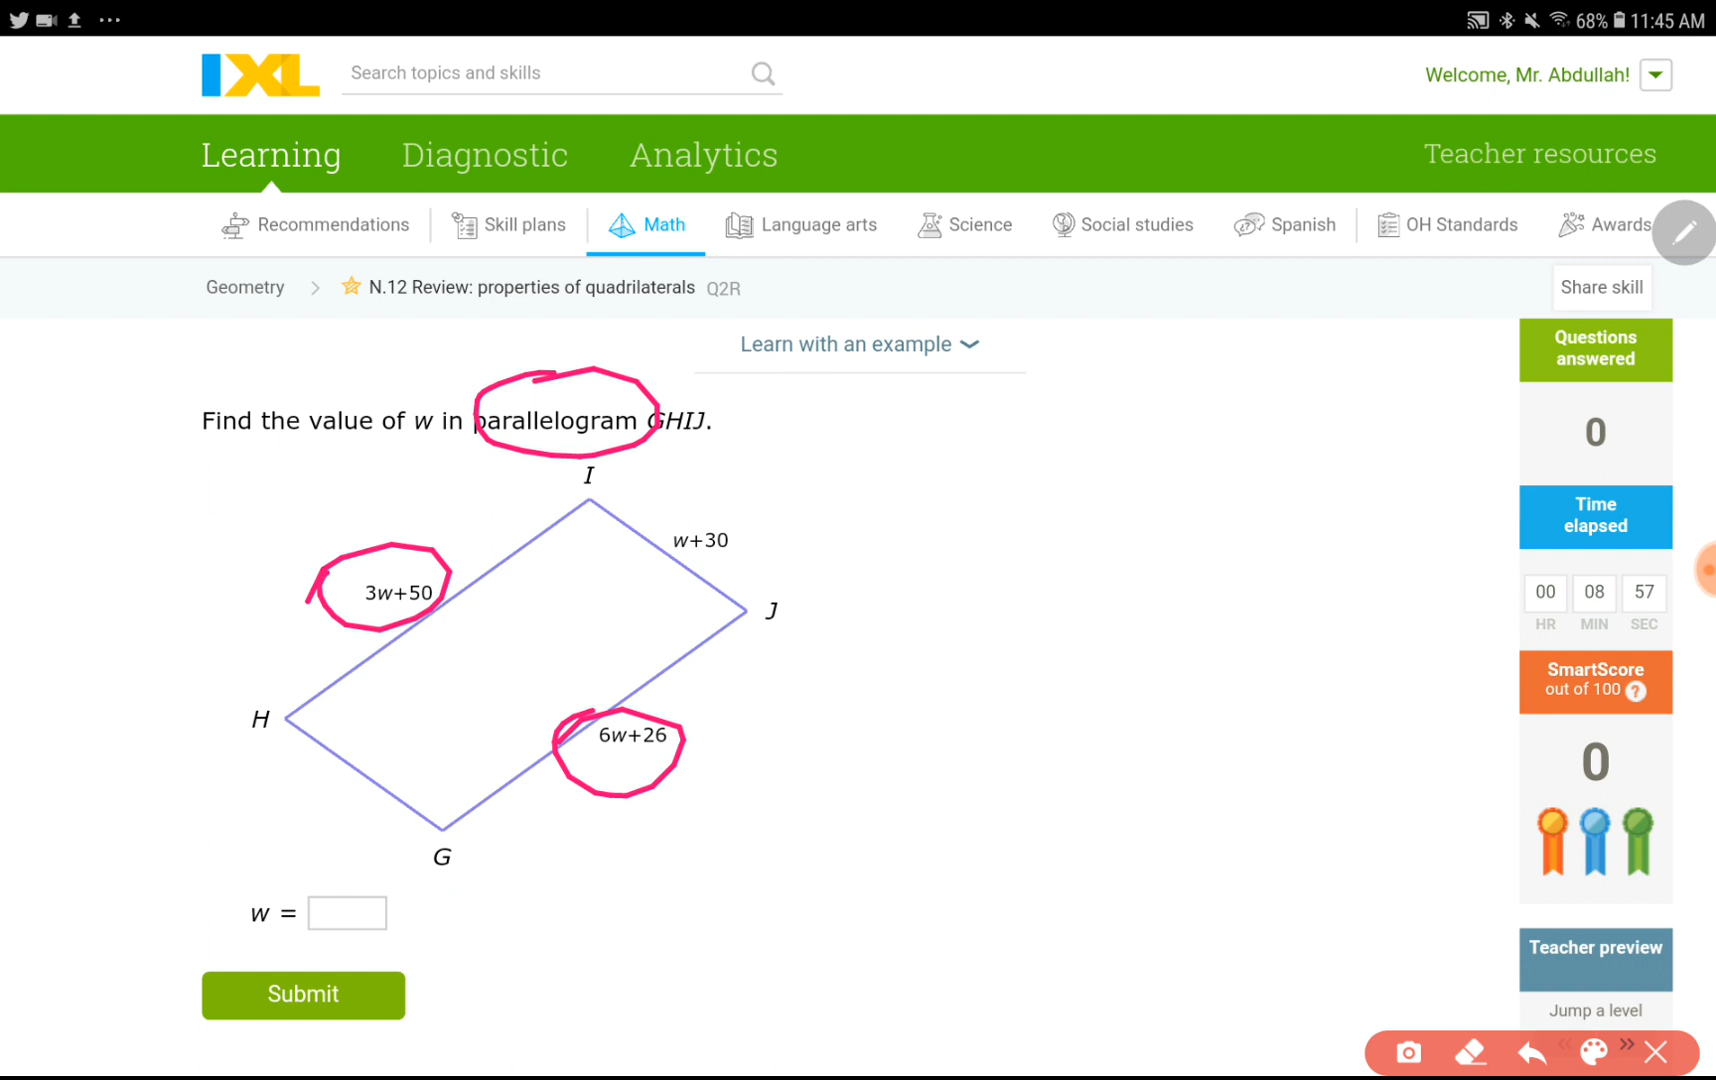 68% 11:45 AM
IXL
Search topics and skills
Welcome, Mr. Abdullah!
Learning Diagnostic Analytics Teacher resources
Recommendations Skill plans Math Language arts Science Social studies Spanish OH Standards Awards
Geometry > N.12 Review: properties of quadrilaterals Q2R
Share skill
Learn with an example
Find the value of w in parallelogram GHIJ.
I
w+30
3w+50
J
H
6w+26
G
w =
Submit
Questions
answered
0
Time
elapsed
00 08 57
HR MIN SEC
SmartScore
out of 100 ?
0
Teacher preview
Jump a level
« »